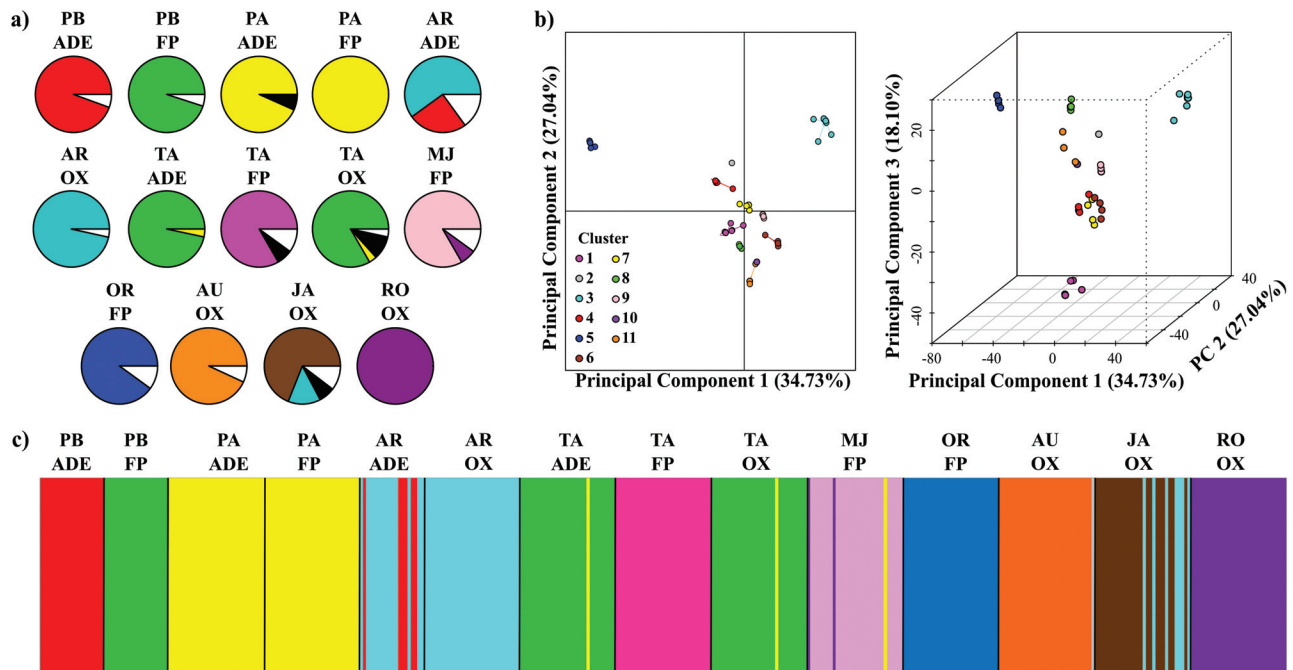 a)
PB PB PA PA AR
ADE FP ADE FP ADE
AR TA TA TA MJ
OX ADE FP OX FP
OR AU JA RO
FP OX OX OX
b)
Principal Component 2 (27.04%)
Cluster
1 7
2 8
3 9
4 10
5 11
6
Principal Component 1 (34.73%)
Principal Component 3 (18.10%)
20
0
-20
-40
-80 -40 0 40
-40 0 40
PC 2 (27.04%)
Principal Component 1 (34.73%)
c)
PB PB PA PA AR AR TA TA TA MJ OR AU JA RO
ADE FP ADE FP ADE OX ADE FP OX FP FP OX OX OX